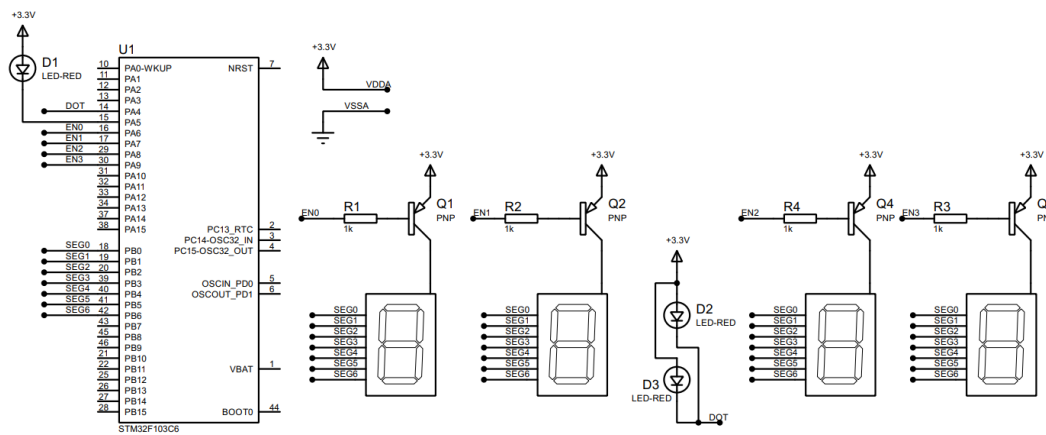 +3.3V
D1
LED-RED
U1
10 PA0-WKUP
11 PA1
12 PA2
13 PA3
DOT 14 PA4
15 PA5
EN0 16 PA6
EN1 17 PA7
EN2 29 PA8
EN3 30 PA9
31 PA10
32 PA11
33 PA12
34 PA13
37 PA14
38 PA15
SEG0 18 PB0
SEG1 19 PB1
SEG2 20 PB2
SEG3 39 PB3
SEG4 40 PB4
SEG5 41 PB5
SEG6 42 PB6
43 PB7
45 PB8
46 PB9
21 PB10
22 PB11
25 PB12
26 PB13
27 PB14
28 PB15
NRST 7
PC13_RTC 2
PC14-OSC32_IN 3
PC15-OSC32_OUT 4
OSCIN_PD0 5
OSCOUT_PD1 6
VBAT 1
BOOT0 44
STM32F103C6
+3.3V
VDDA
VSSA
+3.3V
EN0 R1 Q1
1k PNP
SEG0
SEG1
SEG2
SEG3
SEG4
SEG5
SEG6
+3.3V
EN1 R2 Q2
1k PNP
SEG0
SEG1
SEG2
SEG3
SEG4
SEG5
SEG6
+3.3V
D2
LED-RED
D3
LED-RED
DOT
+3.3V
EN2 R4 Q4
1k PNP
SEG0
SEG1
SEG2
SEG3
SEG4
SEG5
SEG6
+3.3V
EN3 R3
1k
SEG0
SEG1
SEG2
SEG3
SEG4
SEG5
SEG6